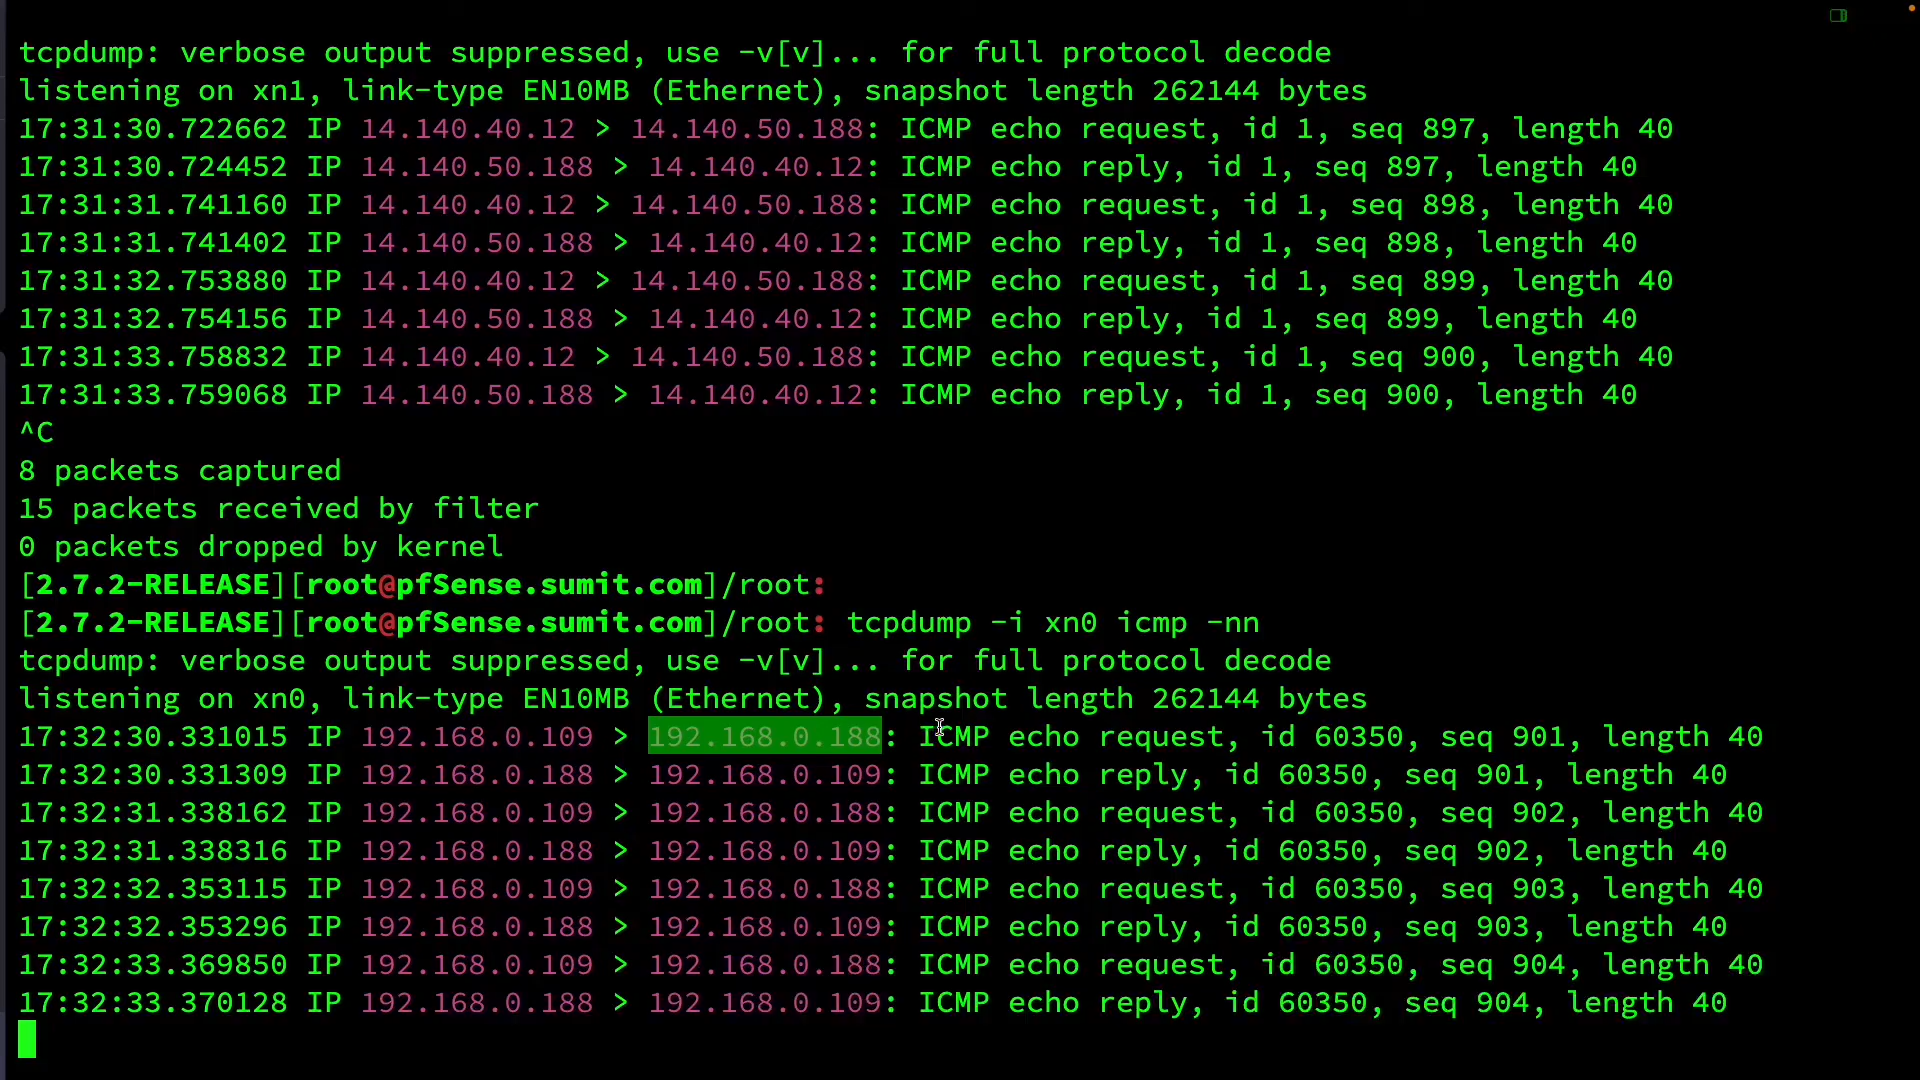 tcpdump: verbose output suppressed, use -v[v]... for full protocol decode
listening on xn1, link-type EN10MB (Ethernet), snapshot length 262144 bytes
17:31:30.722662 IP 14.140.40.12 > 14.140.50.188: ICMP echo request, id 1, seq 897, length 40
17:31:30.724452 IP 14.140.50.188 > 14.140.40.12: ICMP echo reply, id 1, seq 897, length 40
17:31:31.741160 IP 14.140.40.12 > 14.140.50.188: ICMP echo request, id 1, seq 898, length 40
17:31:31.741402 IP 14.140.50.188 > 14.140.40.12: ICMP echo reply, id 1, seq 898, length 40
17:31:32.753880 IP 14.140.40.12 > 14.140.50.188: ICMP echo request, id 1, seq 899, length 40
17:31:32.754156 IP 14.140.50.188 > 14.140.40.12: ICMP echo reply, id 1, seq 899, length 40
17:31:33.758832 IP 14.140.40.12 > 14.140.50.188: ICMP echo request, id 1, seq 900, length 40
17:31:33.759068 IP 14.140.50.188 > 14.140.40.12: ICMP echo reply, id 1, seq 900, length 40
^C
8 packets captured
15 packets received by filter
0 packets dropped by kernel
[2.7.2-RELEASE][root@pfSense.sumit.com]/root:
[2.7.2-RELEASE][root@pfSense.sumit.com]/root: tcpdump -i xn0 icmp -nn
tcpdump: verbose output suppressed, use -v[v]... for full protocol decode
listening on xn0, link-type EN10MB (Ethernet), snapshot length 262144 bytes
17:32:30.331015 IP 192.168.0.109 > 192.168.0.188: ICMP echo request, id 60350, seq 901, length 40
17:32:30.331309 IP 192.168.0.188 > 192.168.0.109: ICMP echo reply, id 60350, seq 901, length 40
17:32:31.338162 IP 192.168.0.109 > 192.168.0.188: ICMP echo request, id 60350, seq 902, length 40
17:32:31.338316 IP 192.168.0.188 > 192.168.0.109: ICMP echo reply, id 60350, seq 902, length 40
17:32:32.353115 IP 192.168.0.109 > 192.168.0.188: ICMP echo request, id 60350, seq 903, length 40
17:32:32.353296 IP 192.168.0.188 > 192.168.0.109: ICMP echo reply, id 60350, seq 903, length 40
17:32:33.369850 IP 192.168.0.109 > 192.168.0.188: ICMP echo request, id 60350, seq 904, length 40
17:32:33.370128 IP 192.168.0.188 > 192.168.0.109: ICMP echo reply, id 60350, seq 904, length 40